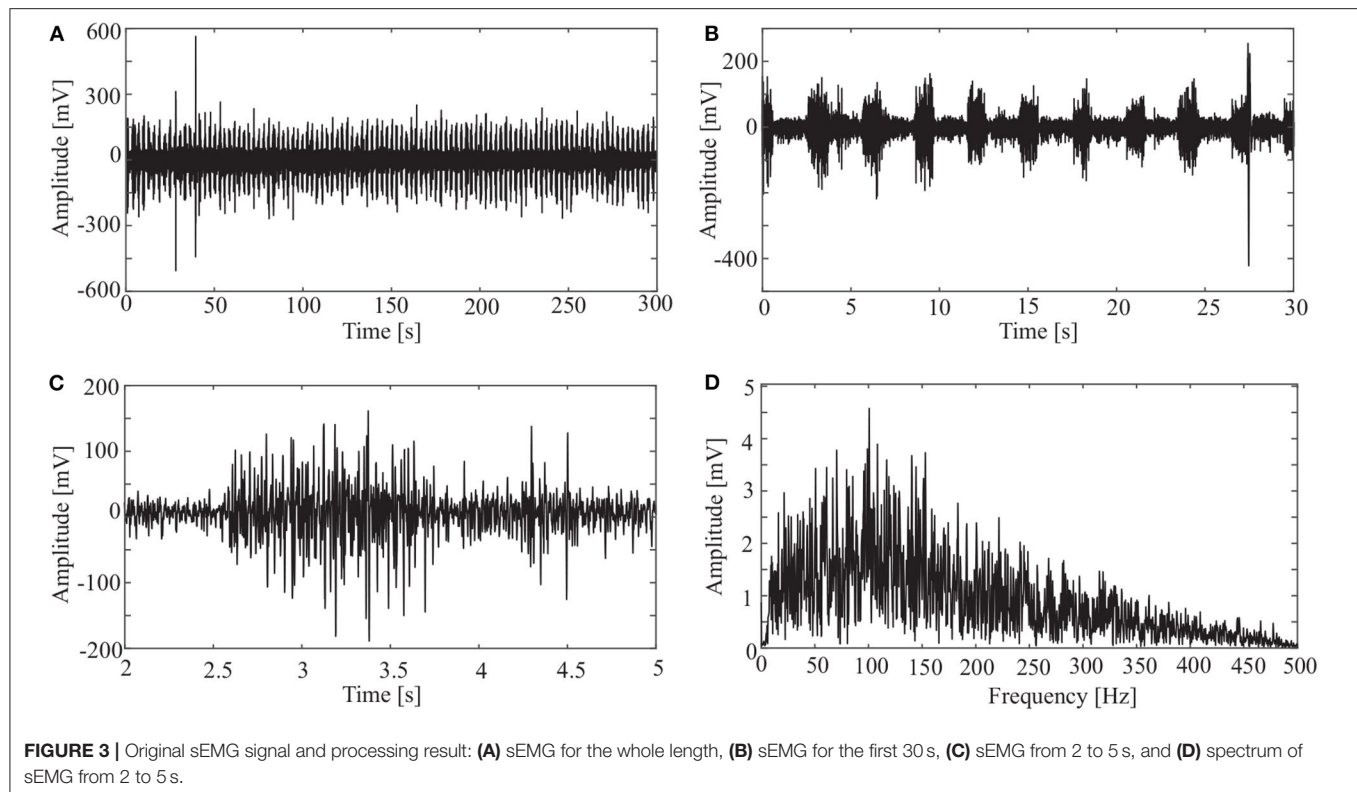 A
600
300
0
-300
-600
Amplitude [mV]
0 50 100 150 200 250 300
Time [s]
B
200
0
-200
-400
Amplitude [mV]
0 5 10 15 20 25 30
Time [s]
C
200
100
0
-100
-200
Amplitude [mV]
2 2.5 3 3.5 4 4.5 5
Time [s]
D
5
4
3
2
1
0
Amplitude [mV]
0 50 100 150 200 250 300 350 400 450 500
Frequency [Hz]
FIGURE 3 | Original sEMG signal and processing result: (A) sEMG for the whole length, (B) sEMG for the first 30 s, (C) sEMG from 2 to 5 s, and (D) spectrum of
sEMG from 2 to 5 s.